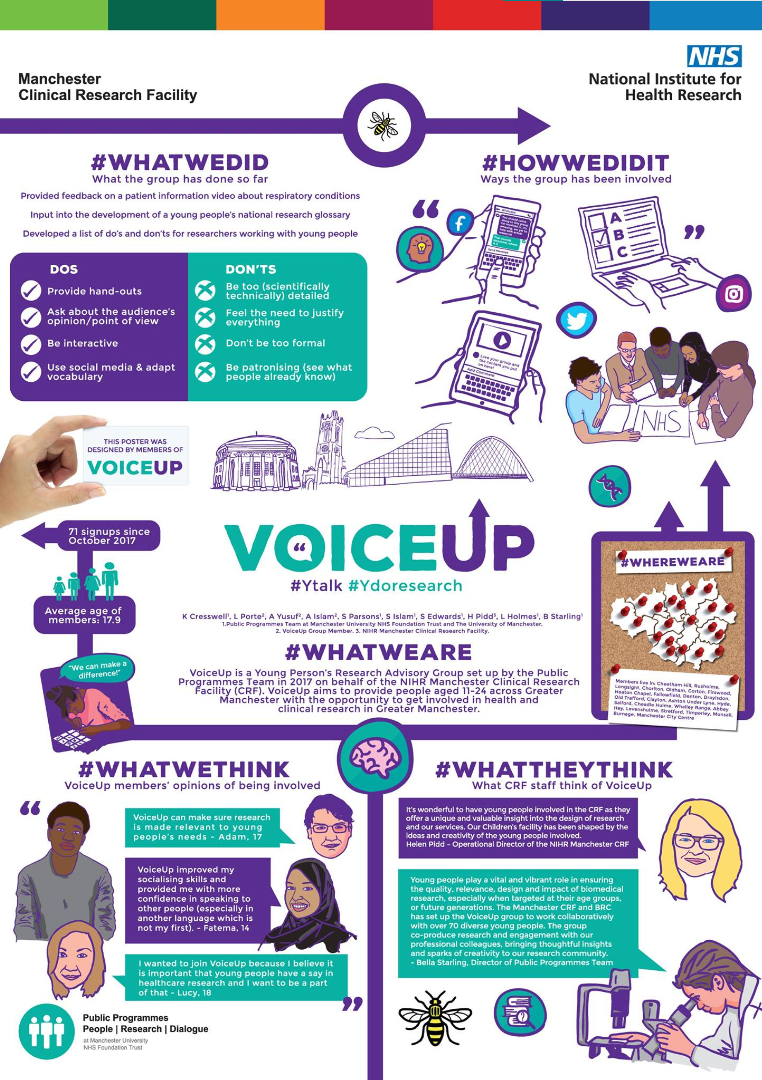 Manchester
Clinical Research Facility
NHS
National Institute for
Health Research
#WHATWEDID
What the group has done so far
Provided feedback on a patient information video about respiratory conditions
Input into the development of a young people's national research glossary
Developed a list of do's and don'ts for researchers working with young people
DOS
Provide hand-outs
Ask about the audience's
opinion/point of view
Be interactive
Use social media & adapt
vocabulary
DON'TS
Be too (scientifically
technically) detailed
Feel the need to justify
everything
Don't be too formal
Be patronising (see what
people already know)
#HOWWEDIDIT
Ways the group has been involved
“
A
B
C
”
NHS
THIS POSTER WAS
DESIGNED BY MEMBERS OF
VOICEUP
71 signups since
October 2017
Average age of
members: 17.9
"We can make a
difference!"
VOICEUP
#Ytalk #Ydoresearch
K Cresswell¹, L Porte², A Yusuf², A Islam², S Parsons¹, S Islam¹, S Edwards¹, H Pidd³, L Holmes¹, B Starling¹
1.Public Programmes Team at Manchester University NHS Foundation Trust and The University of Manchester.
2. VoiceUp Group Member. 3. NIHR Manchester Clinical Research Facility.
#WHATWEARE
VoiceUp is a Young Person's Research Advisory Group set up by the Public
Programmes Team in 2017 on behalf of the NIHR Manchester Clinical Research
Facility (CRF). VoiceUp aims to provide people aged 11-24 across Greater
Manchester with the opportunity to get involved in health and
clinical research in Greater Manchester.
#WHEREWEARE
Members live in: Cheetham Hill, Rusholme,
Longsight, Chorlton, Oldham, Gorton, Firswood,
Heaton Chapel, Fallowfield, Denton, Droylsden,
Old Trafford, Clayton, Ashton Under Lyne, Hyde,
Salford, Cheadle Hulme, Whalley Range, Abbey
Hey, Levenshulme, Stretford, Timperley, Monsall,
Burnage, Manchester City Centre
#WHATWETHINK
VoiceUp members' opinions of being involved
“
VoiceUp can make sure research
is made relevant to young
people's needs - Adam, 17
VoiceUp improved my
socialising skills and
provided me with more
confidence in speaking to
other people (especially in
another language which is
not my first). - Fatema, 14
I wanted to join VoiceUp because I believe it
is important that young people have a say in
healthcare research and I want to be a part
of that - Lucy, 18
”
#WHATTHEYTHINK
What CRF staff think of VoiceUp
It's wonderful to have young people involved in the CRF as they
offer a unique and valuable insight into the design of research
and our services. Our Children's facility has been shaped by the
ideas and creativity of the young people involved.
Helen Pidd - Operational Director of the NIHR Manchester CRF
Young people play a vital and vibrant role in ensuring
the quality, relevance, design and impact of biomedical
research, especially when targeted at their age groups,
or future generations. The Manchester CRF and BRC
has set up the VoiceUp group to work collaboratively
with over 70 diverse young people. The group
co-produce research and engagement with our
professional colleagues, bringing thoughtful insights
and sparks of creativity to our research community.
- Bella Starling, Director of Public Programmes Team
Public Programmes
People | Research | Dialogue
at Manchester University
NHS Foundation Trust